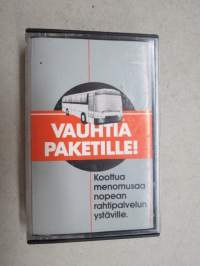 VAUHTIA
PAKETILLE!
Koottua
menomusaa
nopean
rahtipalvelun
ystäville.